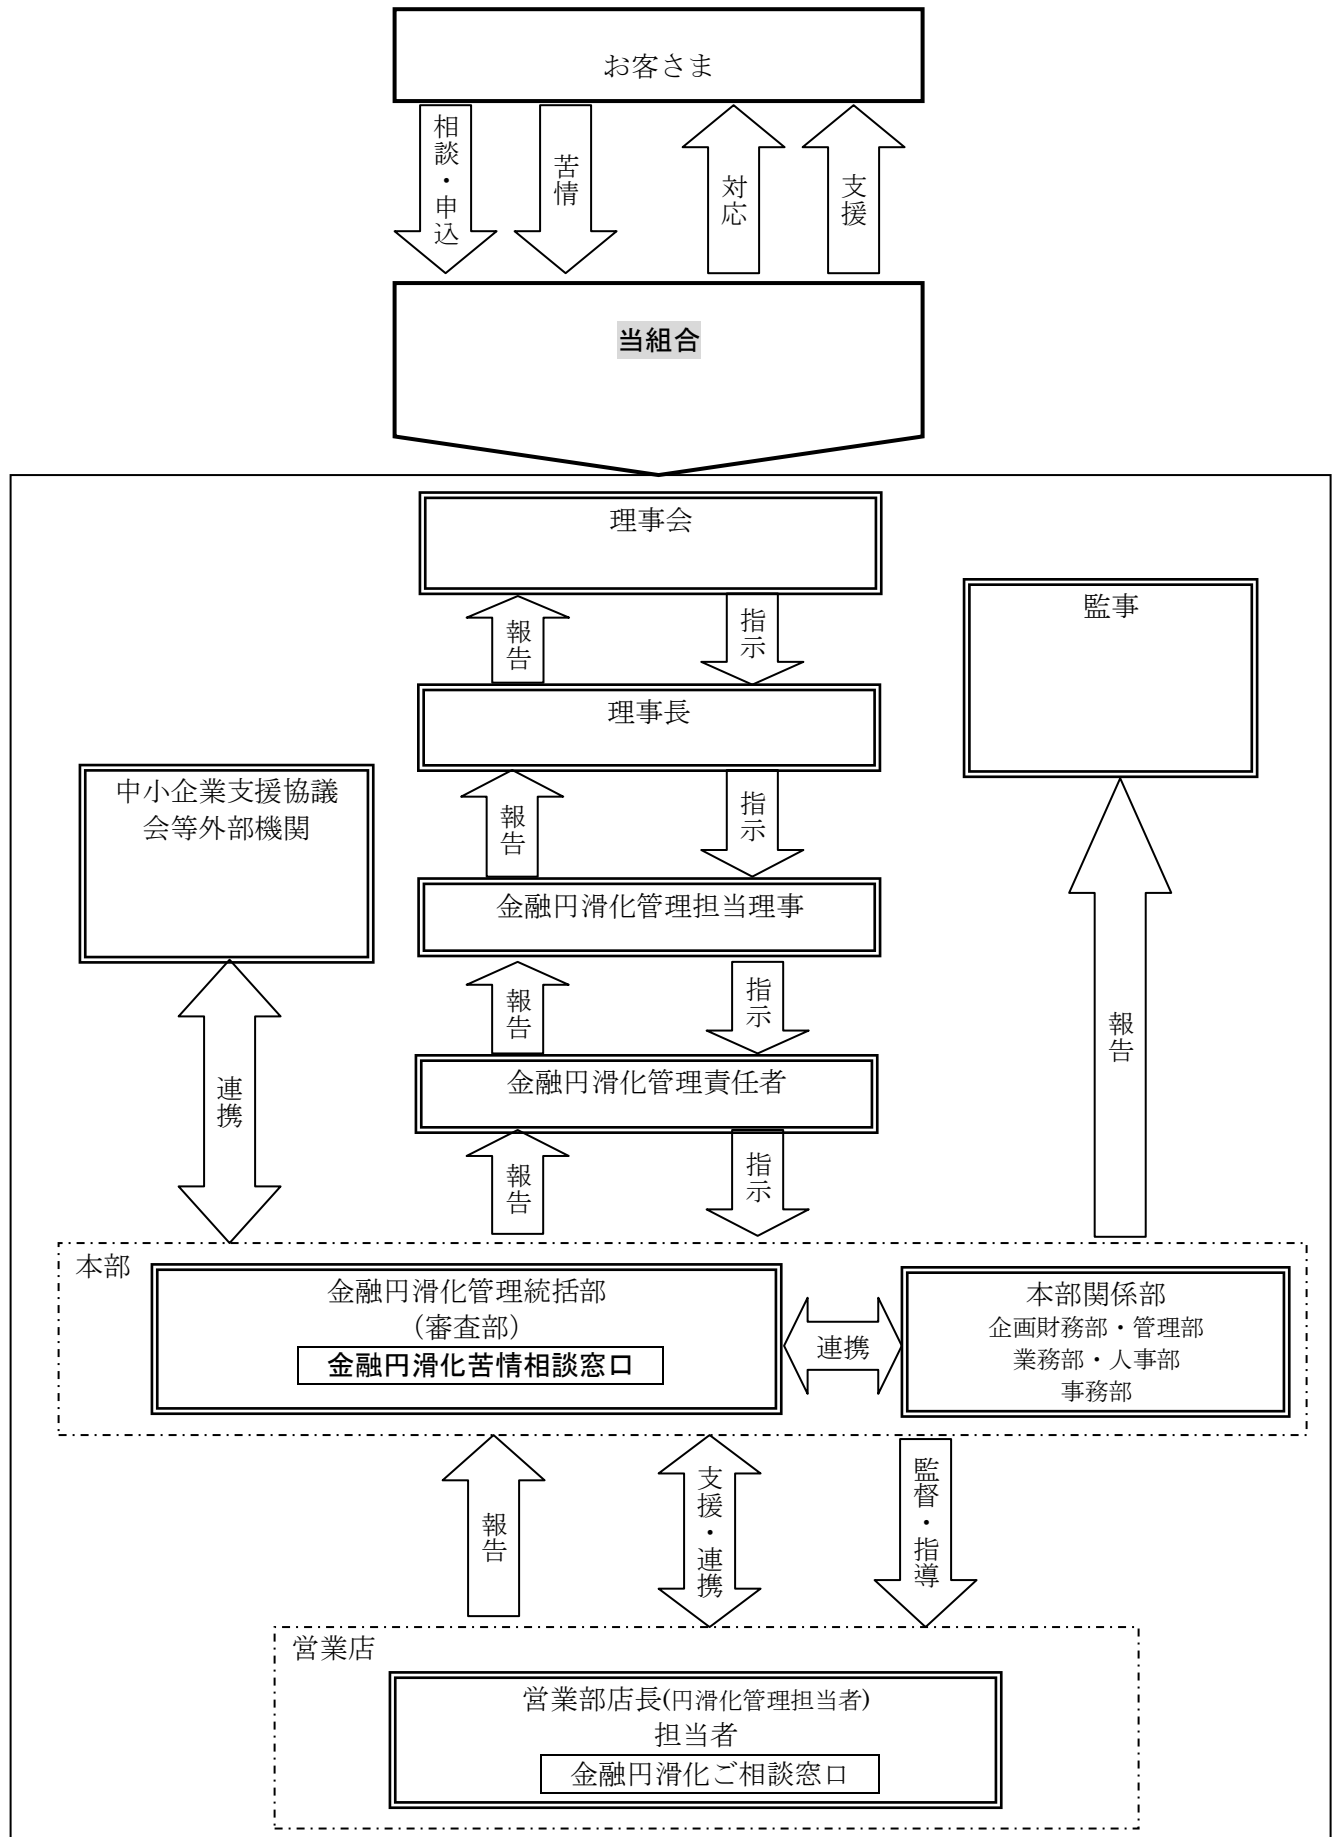 お客さま
相談・申込
苦情
対応
支援
当組合
理事会
報告
指示
監事
理事長
中小企業支援協議
会等外部機関
報告
指示
金融円滑化管理担当理事
報告
指示
報告
連携
金融円滑化管理責任者
報告
指示
本部
金融円滑化管理統括部
（審査部）
金融円滑化苦情相談窓口
連携
本部関係部
企画財務部・管理部
業務部・人事部
事務部
報告
支援・連携
監督・指導
営業店
営業部店長(円滑化管理担当者)
担当者
金融円滑化ご相談窓口